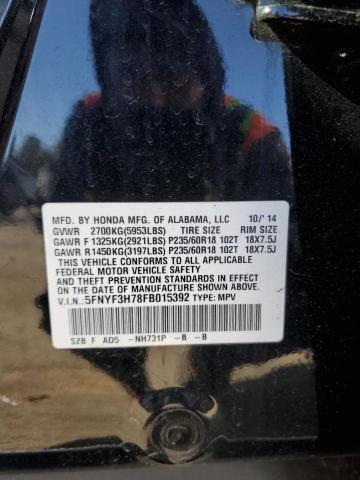 MFD. BY HONDA MFG. OF ALABAMA, LLC 10/'14
GVWR 2700KG(5953LBS) TIRE SIZE RIM SIZE
GAWR F 1325KG(2921LBS) P235/60R18 102T 18X7.5J
GAWR R1450KG(3197LBS) P235/60R18 102T 18X7.5J
THIS VEHICLE CONFORMS TO ALL APPLICABLE
FEDERAL MOTOR VEHICLE SAFETY
AND THEFT PREVENTION STANDARDS IN EFFECT
ON THE DATE OF MANUFACTURE SHOWN ABOVE.
V.I.N.:5FNYF3H78FB015392 TYPE: MPV
SZB F AD5 -NH731P -B -B